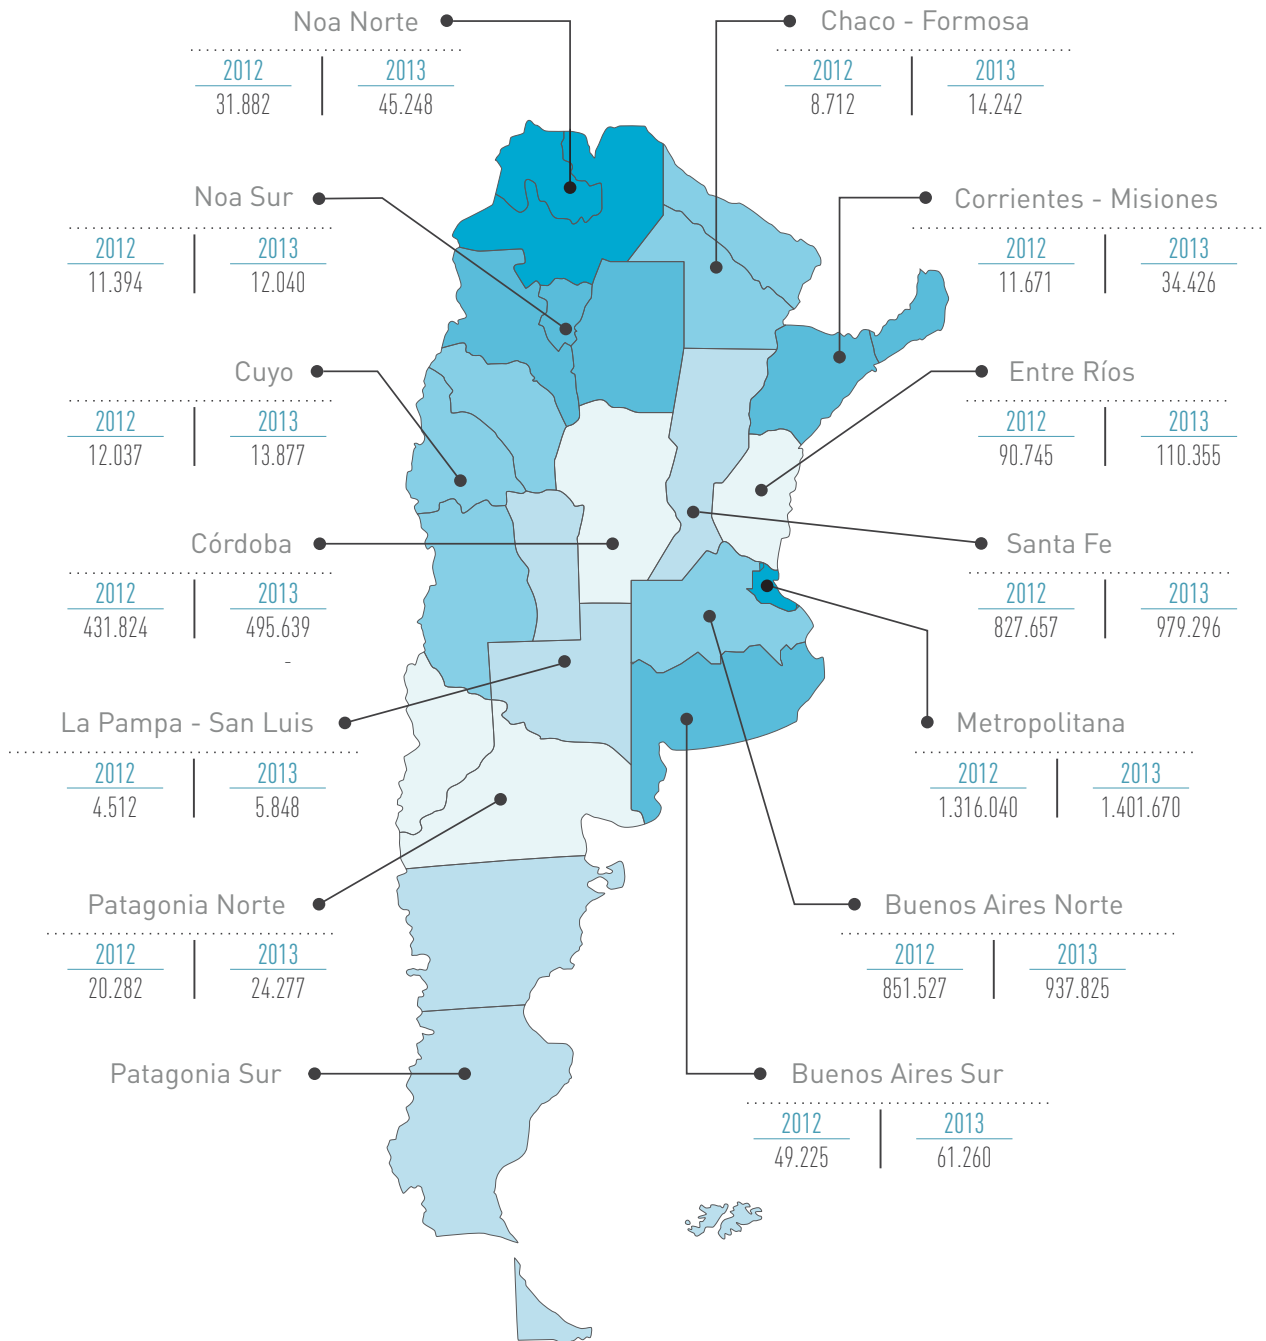 Noa Norte
2012 2013
31.882 45.248
Chaco - Formosa
2012 2013
8.712 14.242
Noa Sur
2012 2013
11.394 12.040
Corrientes - Misiones
2012 2013
11.671 34.426
Cuyo
2012 2013
12.037 13.877
Entre Ríos
2012 2013
90.745 110.355
Córdoba
2012 2013
431.824 495.639
-
Santa Fe
2012 2013
827.657 979.296
La Pampa - San Luis
2012 2013
4.512 5.848
Metropolitana
2012 2013
1.316.040 1.401.670
Patagonia Norte
2012 2013
20.282 24.277
Buenos Aires Norte
2012 2013
851.527 937.825
Patagonia Sur
Buenos Aires Sur
2012 2013
49.225 61.260